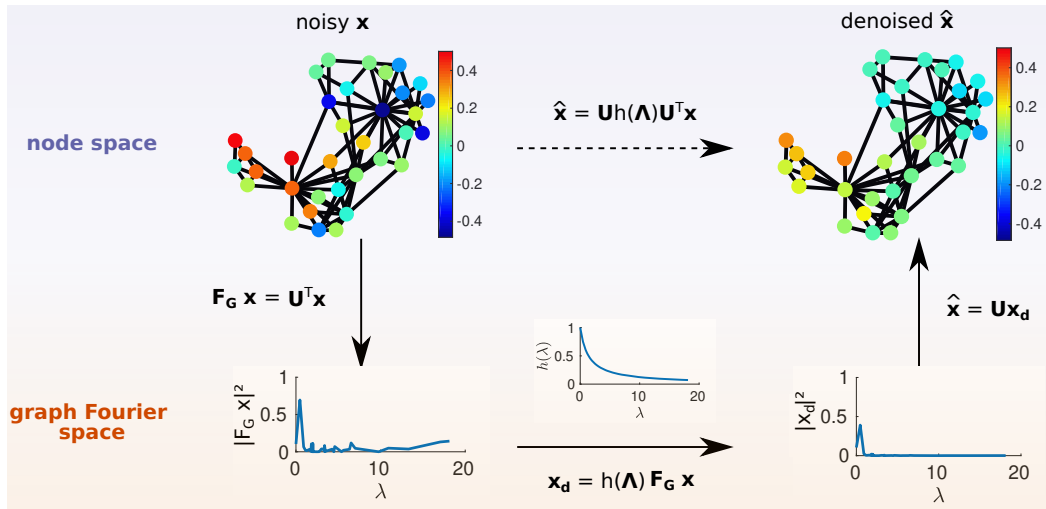 noisy x
denoised x̂
0.4
0.2
0
-0.2
-0.4
0.4
0.2
0
-0.2
-0.4
node space
x̂ = Uh(Λ)Uᵀx
F_G x = Uᵀx
x̂ = Ux_d
graph Fourier
space
|F_G x|²
1
0.5
0
0 10 20
λ
h(λ)
1
0.5
0
0 10 20
λ
x_d = h(Λ) F_G x
|x_d|²
1
0.5
0
0 10 20
λ